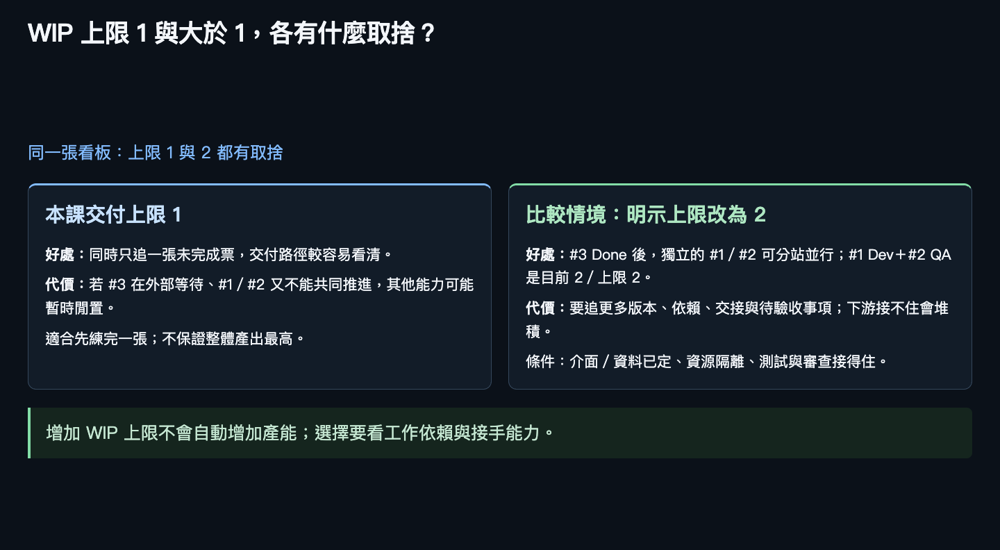 WIP 上限 1 與大於 1，各有什麼取捨？
同一張看板：上限 1 與 2 都有取捨
本課交付上限 1
好處：同時只追一張未完成票，交付路徑較容易看清。
代價：若 #3 在外部等待、#1 / #2 又不能共同推進，其他能力可能
暫時閒置。
適合先練完一張；不保證整體產出最高。
比較情境：明示上限改為 2
好處：#3 Done 後，獨立的 #1 / #2 可分站並行；#1 Dev＋#2 QA
是目前 2 / 上限 2。
代價：要追更多版本、依賴、交接與待驗收事項；下游接不住會堆
積。
條件：介面 / 資料已定、資源隔離、測試與審查接得住。
增加 WIP 上限不會自動增加產能；選擇要看工作依賴與接手能力。